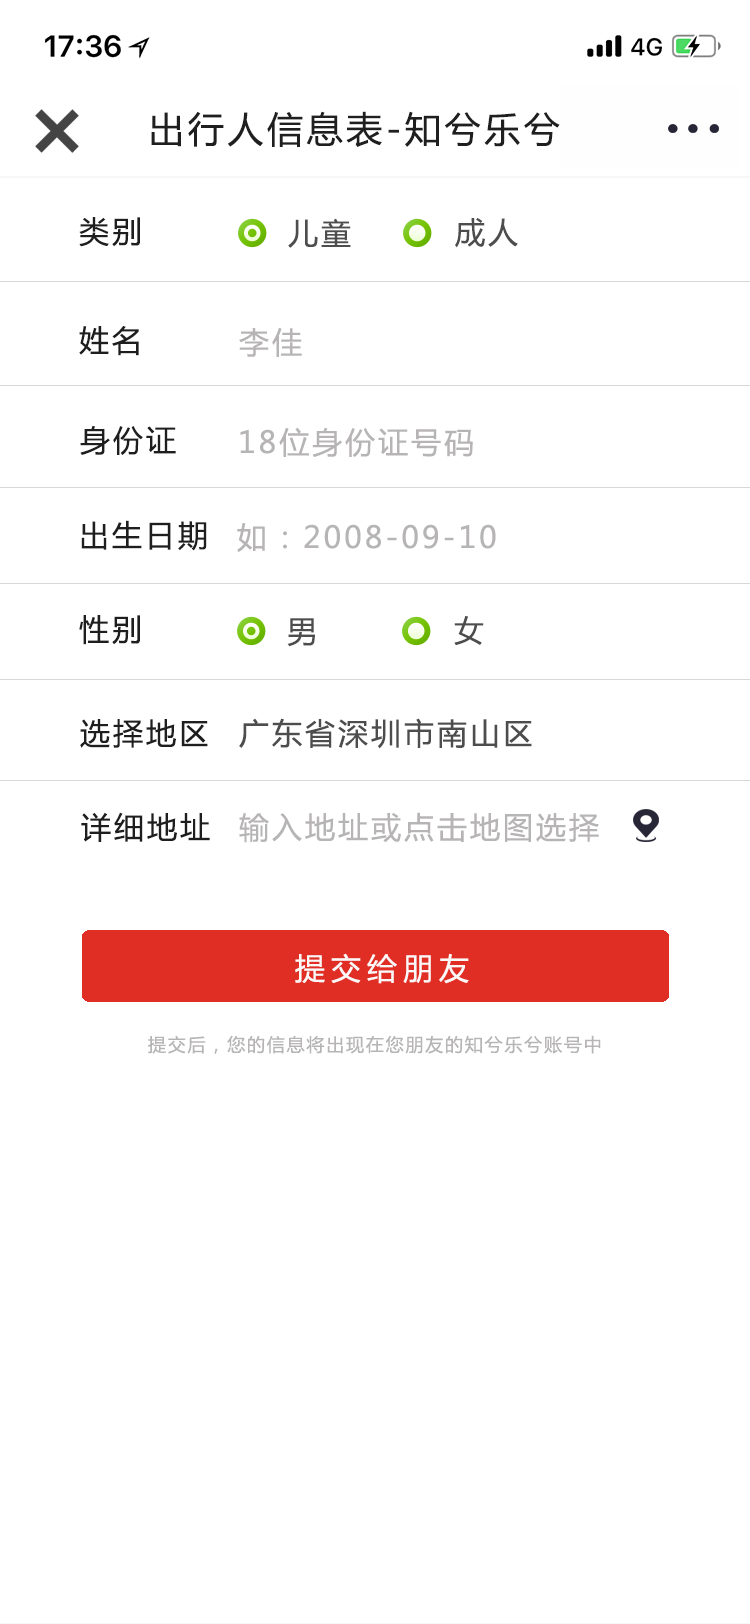 17:36 4G
出行人信息表-知兮乐兮
类别 儿童 成人
姓名 李佳
身份证 18位身份证号码
出生日期 如：2008-09-10
性别 男 女
选择地区 广东省深圳市南山区
详细地址 输入地址或点击地图选择
提交给朋友
提交后，您的信息将出现在您朋友的知兮乐兮账号中